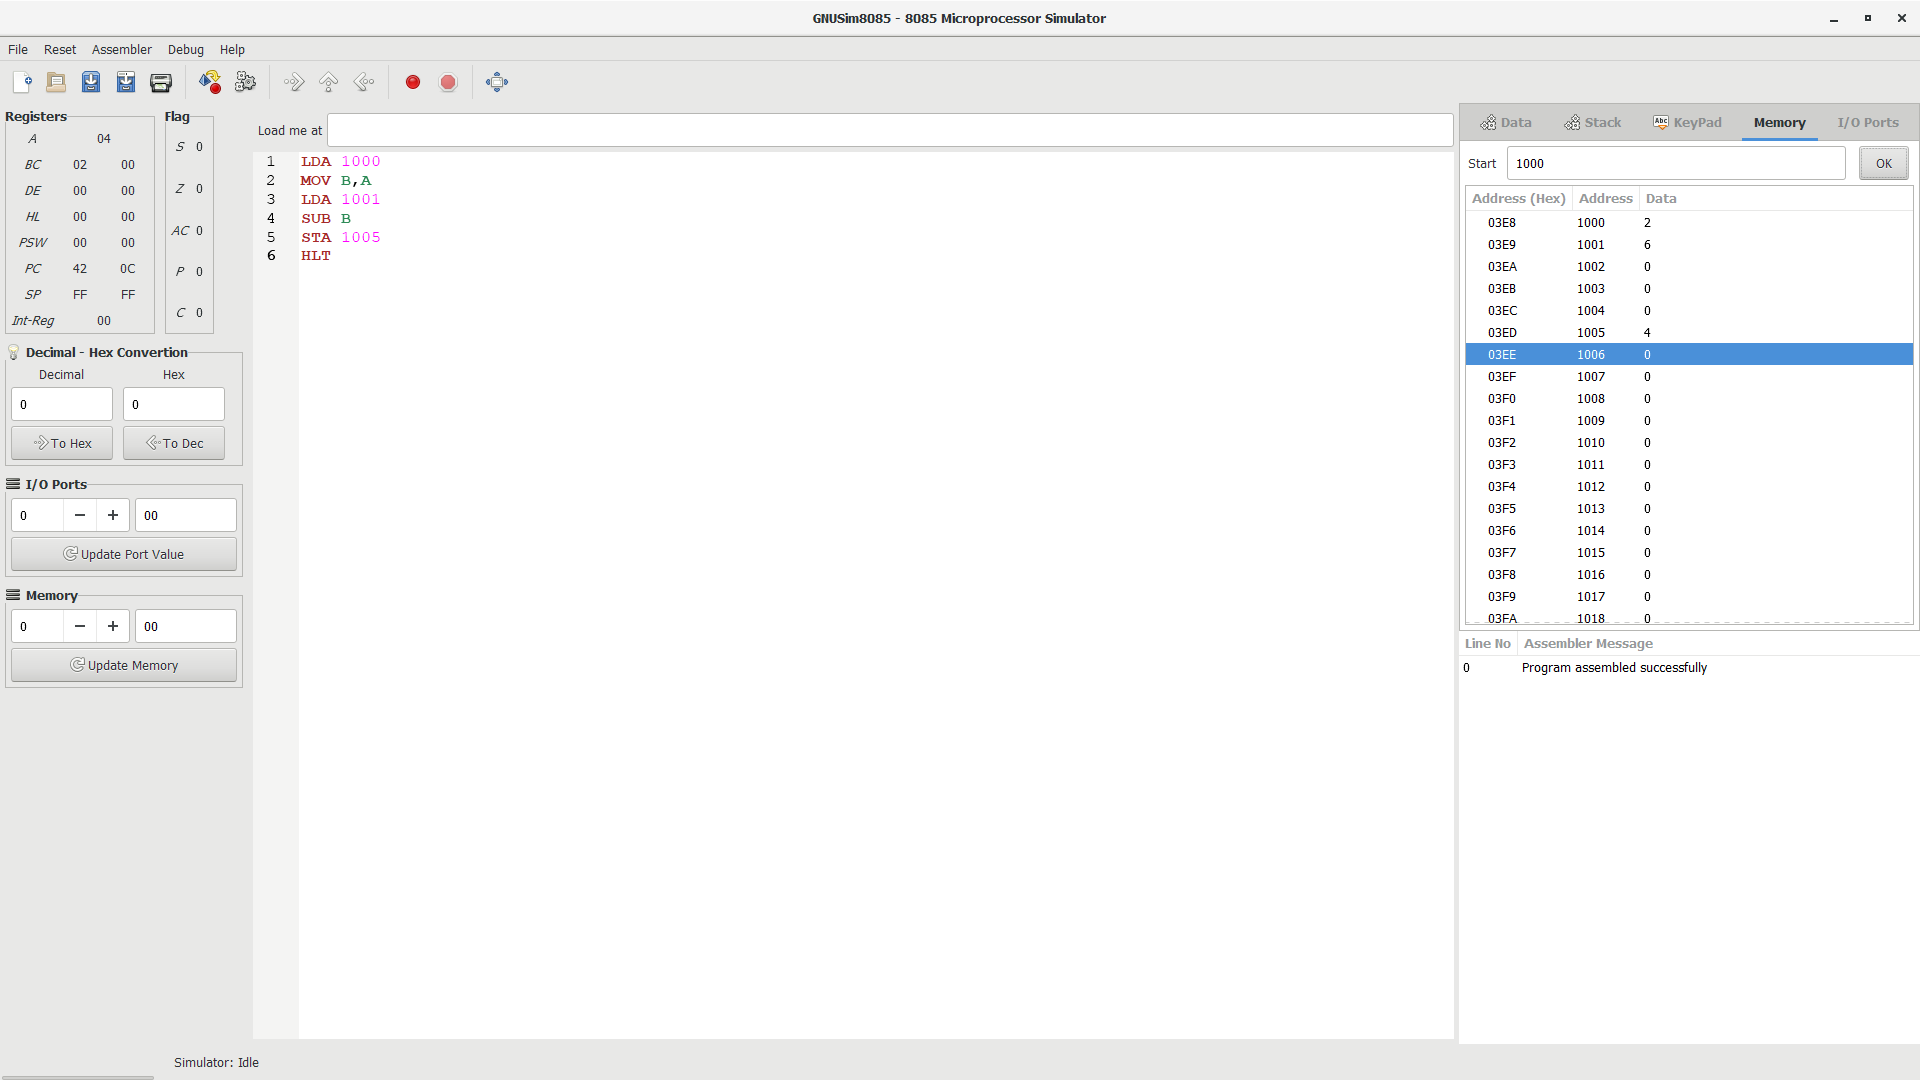 GNUSim8085 - 8085 Microprocessor Simulator
File Reset Assembler Debug Help
Registers
A 04
BC 02 00
DE 00 00
HL 00 00
PSW 00 00
PC 42 0C
SP FF FF
Int-Reg 00
Flag
S 0
Z 0
AC 0
P 0
C 0
Decimal - Hex Convertion
Decimal Hex
0 0
To Hex To Dec
I/O Ports
0 − + 00
Update Port Value
Memory
0 − + 00
Update Memory
Load me at
1 LDA 1000
2 MOV B,A
3 LDA 1001
4 SUB B
5 STA 1005
6 HLT
Data Stack Abc KeyPad Memory I/O Ports
Start 1000 OK
Address (Hex) Address Data
03E8 1000 2
03E9 1001 6
03EA 1002 0
03EB 1003 0
03EC 1004 0
03ED 1005 4
03EE 1006 0
03EF 1007 0
03F0 1008 0
03F1 1009 0
03F2 1010 0
03F3 1011 0
03F4 1012 0
03F5 1013 0
03F6 1014 0
03F7 1015 0
03F8 1016 0
03F9 1017 0
03FA 1018 0
Line No Assembler Message
0 Program assembled successfully
Simulator: Idle